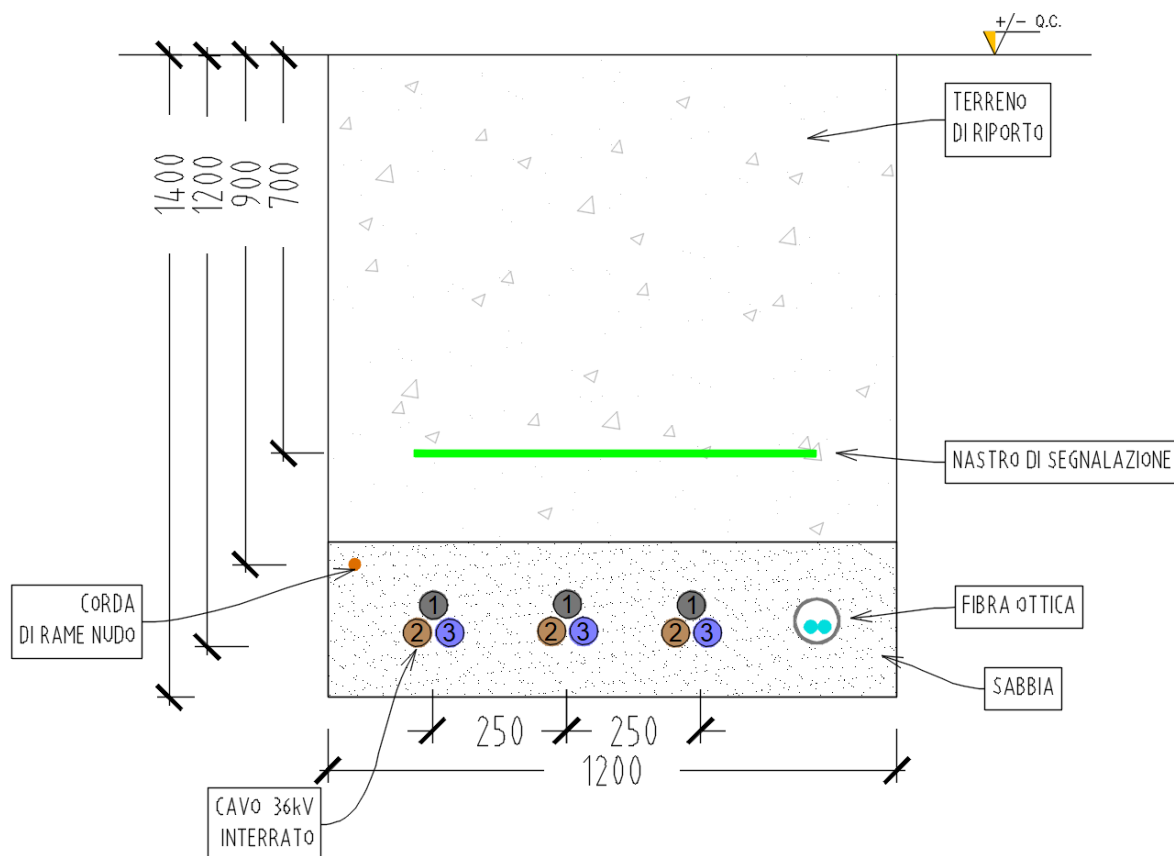 +/- Q.C.
TERRENO
DI RIPORTO
1400
1200
900
700
NASTRO DI SEGNALAZIONE
CORDA
DI RAME NUDO
1
2 3
1
2 3
1
2 3
FIBRA OTTICA
SABBIA
250
250
1200
CAVO 36kV
INTERRATO